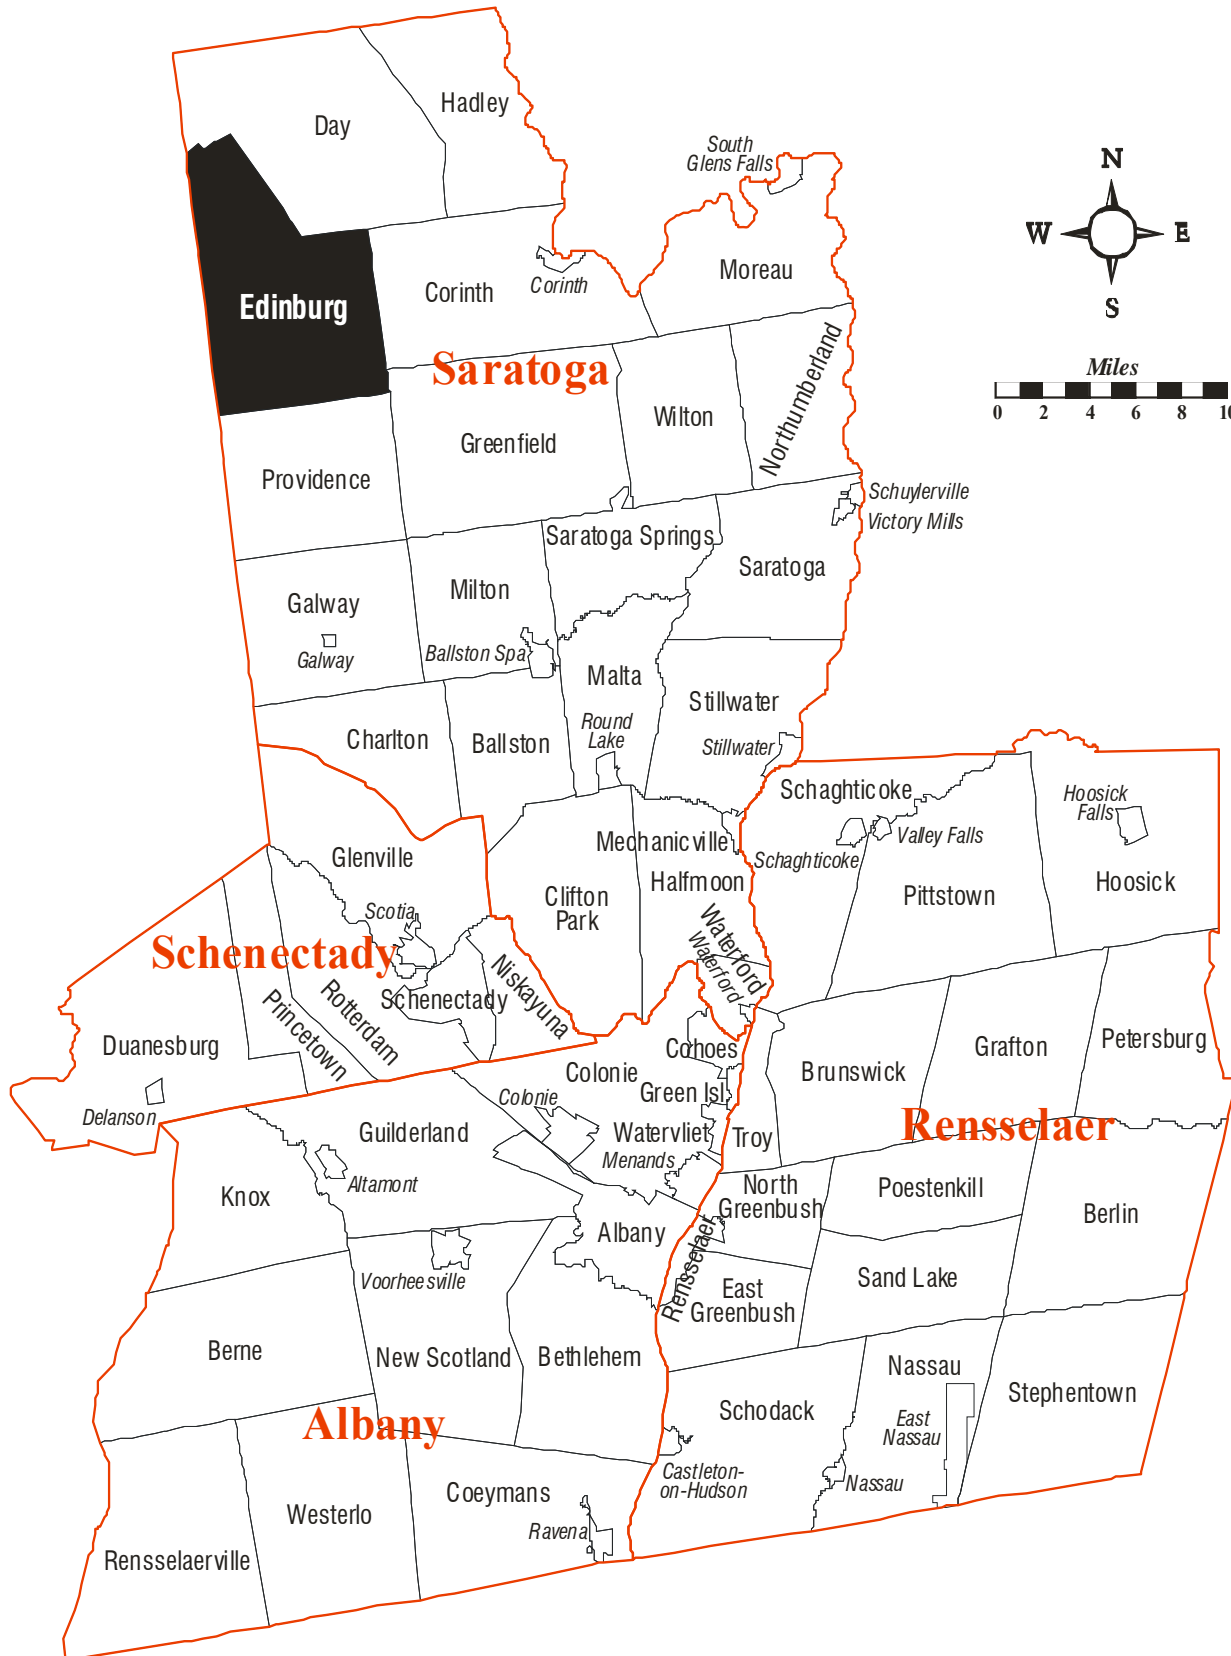 Hadley
Day
South
Glens Falls
N
W
E
S
Moreau
Corinth
Corinth
Edinburg
Miles
0 2 4 6 8 10
Saratoga
Northumberland
Wilton
Greenfield
Providence
Schuylerville
Victory Mills
Saratoga Springs
Saratoga
Milton
Galway
Galway
Ballston Spa
Malta
Stillwater
Round
Lake
Stillwater
Charlton
Ballston
Schaghticoke
Hoosick
Falls
Mechanicville
Valley Falls
Schaghticoke
Glenville
Halfmoon
Hoosick
Clifton
Park
Pittstown
Scotia
Waterford
Waterford
Schenectady
Schenectady
Niskayuna
Rotterdam
Princetown
Duanesburg
Delanson
Cohoes
Colonie
Green Isl.
Colonie
Brunswick
Grafton
Petersburg
Rensselaer
Guilderland
Watervliet
Troy
Menands
Altamont
Knox
North
Greenbush
Poestenkill
Berlin
Albany
Rensselaer
Voorheesville
Sand Lake
East
Greenbush
Berne
New Scotland
Bethlehem
Nassau
Stephentown
Schodack
Albany
East
Nassau
Castleton-
on-Hudson
Nassau
Coeymans
Westerlo
Ravena
Rensselaerville